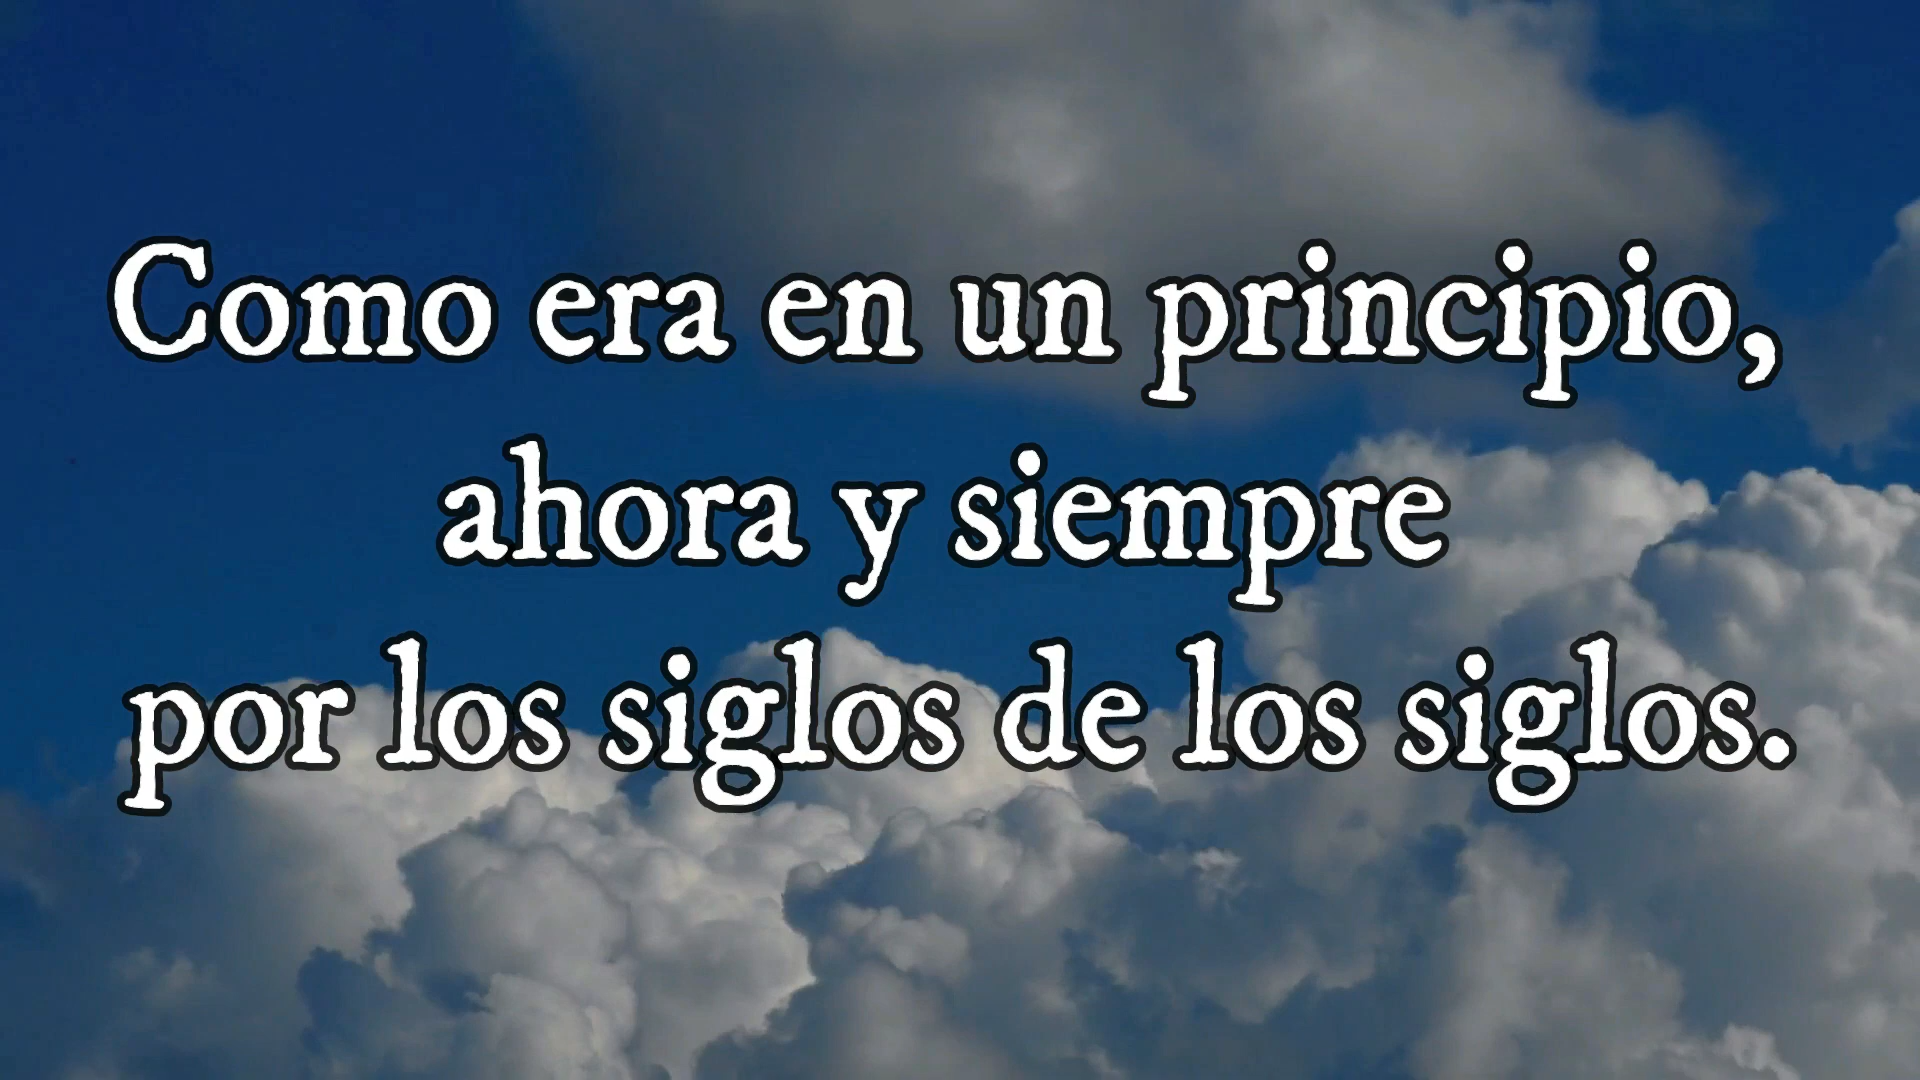 Como era en un principio,
ahora y siempre
por los siglos de los siglos.